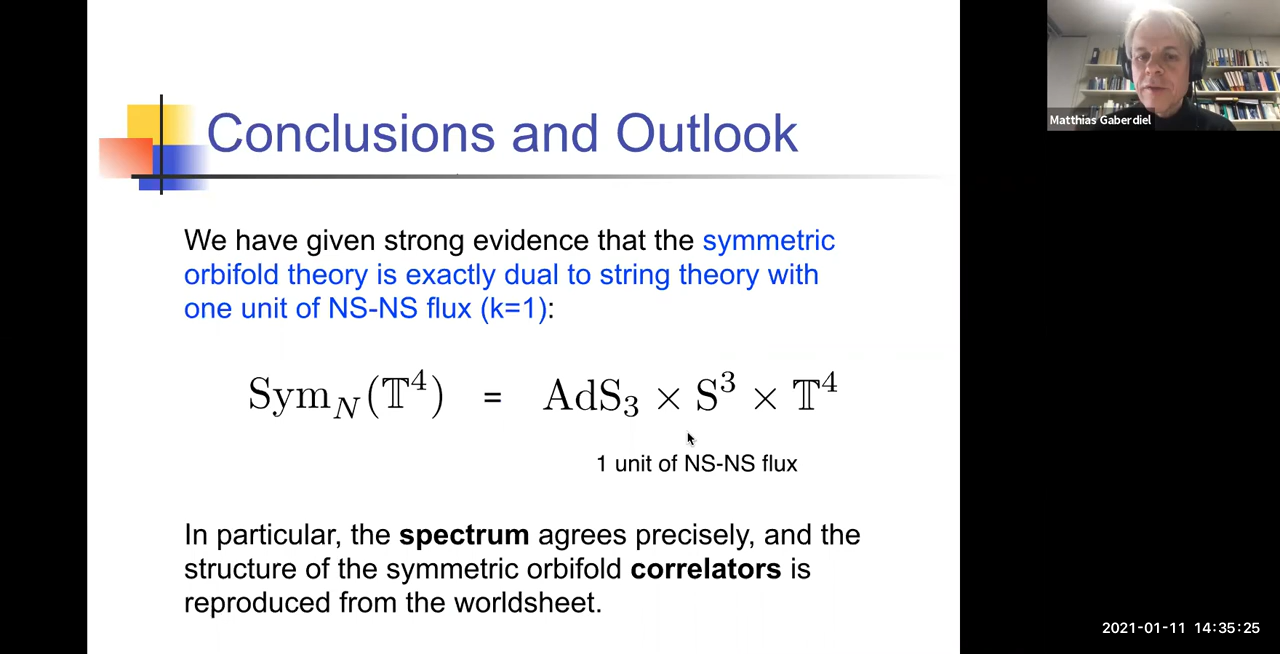 Conclusions and Outlook
Matthias Gaberdiel
We have given strong evidence that the symmetric
orbifold theory is exactly dual to string theory with
one unit of NS-NS flux (k=1):
Sym_N(𝕋⁴) = AdS₃ × S³ × 𝕋⁴
1 unit of NS-NS flux
In particular, the spectrum agrees precisely, and the
structure of the symmetric orbifold correlators is
reproduced from the worldsheet.
2021-01-11 14:35:25